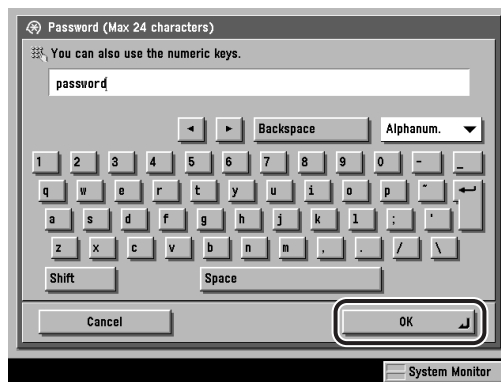 Password (Max 24 characters)
You can also use the numeric keys.
password
◄ ► Backspace Alphanum. ▼
1 2 3 4 5 6 7 8 9 0 - _
q w e r t y u i o p ~
a s d f g h j k l ; '
z x c v b n m , . / \
Shift Space
Cancel OK
System Monitor